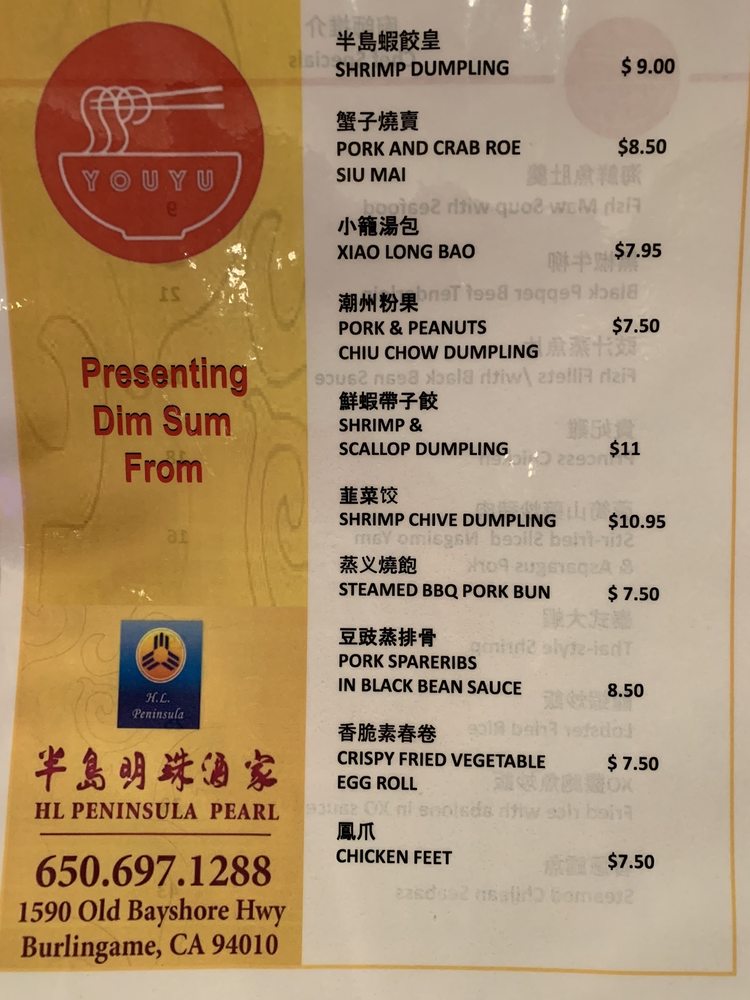 YOUYU
Presenting
Dim Sum
From
H.L.
Peninsula
半島明珠酒家
HL PENINSULA PEARL
650.697.1288
1590 Old Bayshore Hwy
Burlingame, CA 94010
半島蝦餃皇
SHRIMP DUMPLING $ 9.00
蟹子燒賣
PORK AND CRAB ROE $8.50
SIU MAI
小籠湯包
XIAO LONG BAO $7.95
潮州粉果
PORK & PEANUTS $7.50
CHIU CHOW DUMPLING
鮮蝦帶子餃
SHRIMP &
SCALLOP DUMPLING $11
韮菜饺
SHRIMP CHIVE DUMPLING $10.95
蒸义燒飽
STEAMED BBQ PORK BUN $ 7.50
豆豉蒸排骨
PORK SPARERIBS
IN BLACK BEAN SAUCE 8.50
香脆素春卷
CRISPY FRIED VEGETABLE $ 7.50
EGG ROLL
鳳爪
CHICKEN FEET $7.50